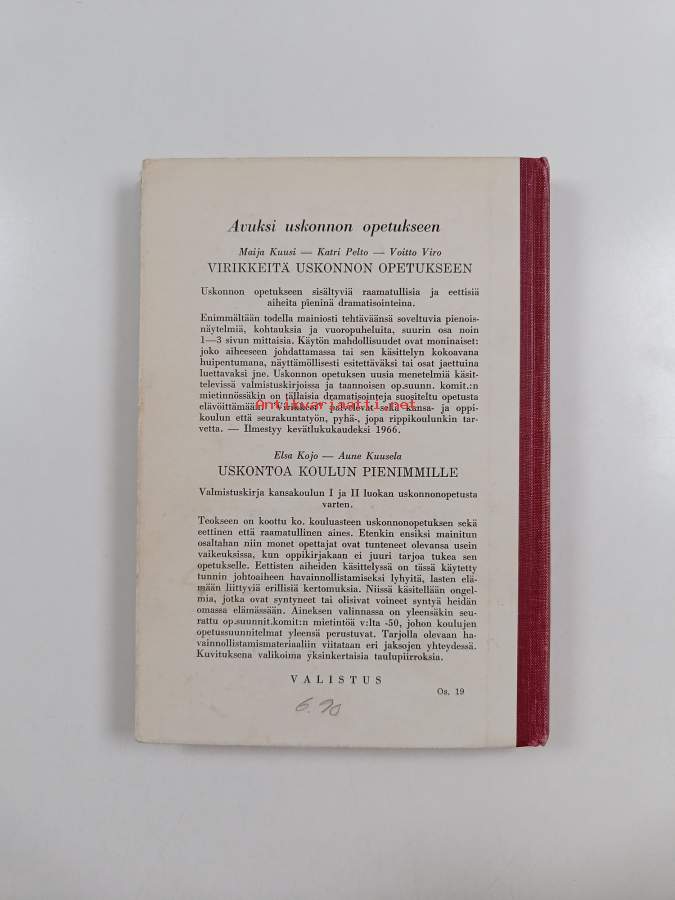 Avuksi uskonnon opetukseen
Maija Kuusi — Katri Pelto — Voitto Viro
VIRIKKEITÄ USKONNON OPETUKSEEN
Uskonnon opetukseen sisältyviä raamatullisia ja eettisiä
aiheita pieninä dramatisointeina.
Enimmältään todella mainiosti tehtäväänsä soveltuvia pienois-
näytelmiä, kohtauksia ja vuoropuheluita, suurin osa noin
1—3 sivun mittaisia. Käytön mahdollisuudet ovat moninaiset:
joko aiheeseen johdattamassa tai sen käsittelyn kokoavana
huipentumana, näyttämöllisesti esitettäväksi tai osat jaettuina
luettavaksi jne. Uskonnon opetuksen uusia menetelmiä käsit-
televissä valmistuskirjoissa ja taannoisen op.suunn. komit.:n
mietinnössäkin on tällaisia dramatisointeja suositeltu opetusta
elävöittämään. Virikkeet palvelevat sekä kansa- ja oppi-
koulun että seurakuntatyön, pyhä-, jopa rippikoulunkin tar-
vetta. — Ilmestyy kevätlukukaudeksi 1966.
Antikvariaatti.net
Elsa Kojo — Aune Kuusela
USKONTOA KOULUN PIENIMMILLE
Valmistuskirja kansakoulun I ja II luokan uskonnonopetusta
varten.
Teokseen on koottu ko. kouluasteen uskonnonopetuksen sekä
eettinen että raamatullinen aines. Etenkin ensiksi mainitun
osaltahan niin monet opettajat ovat tunteneet olevansa usein
vaikeuksissa, kun oppikirjakaan ei juuri tarjoa tukea sen
opetukselle. Eettisten aiheiden käsittelyssä on tässä käytetty
tunnin johtoaiheen havainnollistamiseksi lyhyitä, lasten elä-
mään liittyviä erillisiä kertomuksia. Niissä käsitellään ongel-
mia, jotka ovat syntyneet tai olisivat voineet syntyä heidän
omassa elämässään. Aineksen valinnassa on yleensäkin seu-
rattu op.suunnit.komit:n mietintöä v:lta -50, johon koulujen
opetussuunnitelmat yleensä perustuvat. Tarjolla olevaan ha-
vainnollistamismateriaaliin viitataan eri jaksojen yhteydessä.
Kuvituksena valikoima yksinkertaisia taulupiirroksia.
VALISTUS
Os. 19
6.90